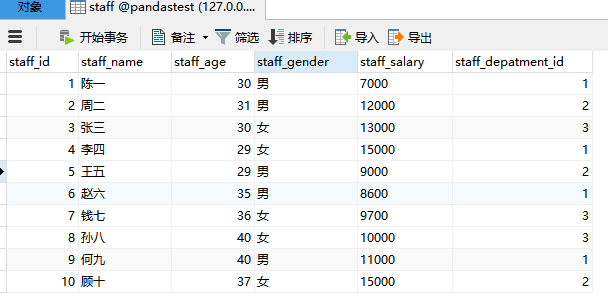 对象 staff @pandastest (127.0.0....
开始事务 备注 筛选 排序 导入 导出
staff_id staff_name staff_age staff_gender staff_salary staff_depatment_id
1 陈一 30 男 7000 1
2 周二 31 男 12000 2
3 张三 30 女 13000 3
4 李四 29 女 15000 1
5 王五 29 男 9000 2
6 赵六 35 男 8600 1
7 钱七 36 女 9700 3
8 孙八 40 女 10000 3
9 何九 40 男 11000 1
10 顾十 37 女 15000 2